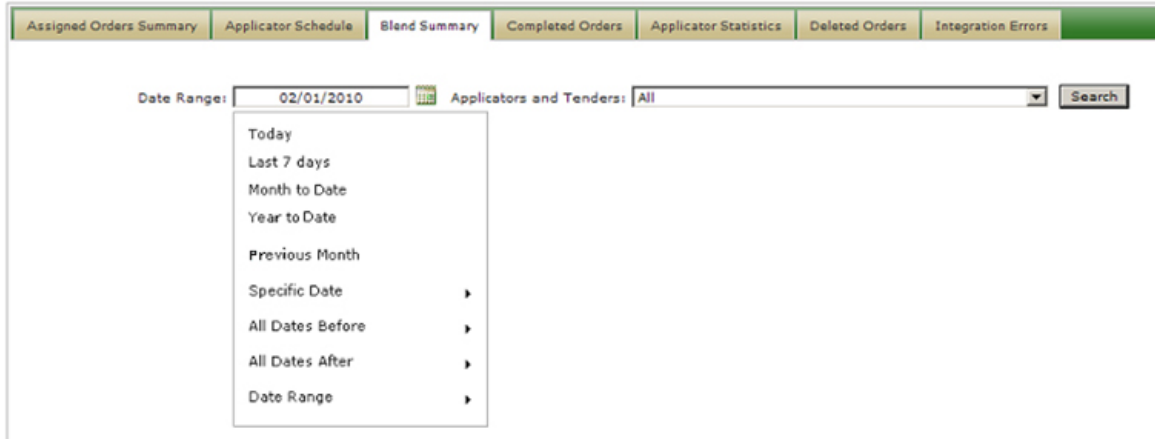 Assigned Orders Summary Applicator Schedule Blend Summary Completed Orders Applicator Statistics Deleted Orders Integration Errors
Date Range: 02/01/2010 Applicators and Tenders: All Search
Today
Last 7 days
Month to Date
Year to Date
Previous Month
Specific Date
All Dates Before
All Dates After
Date Range